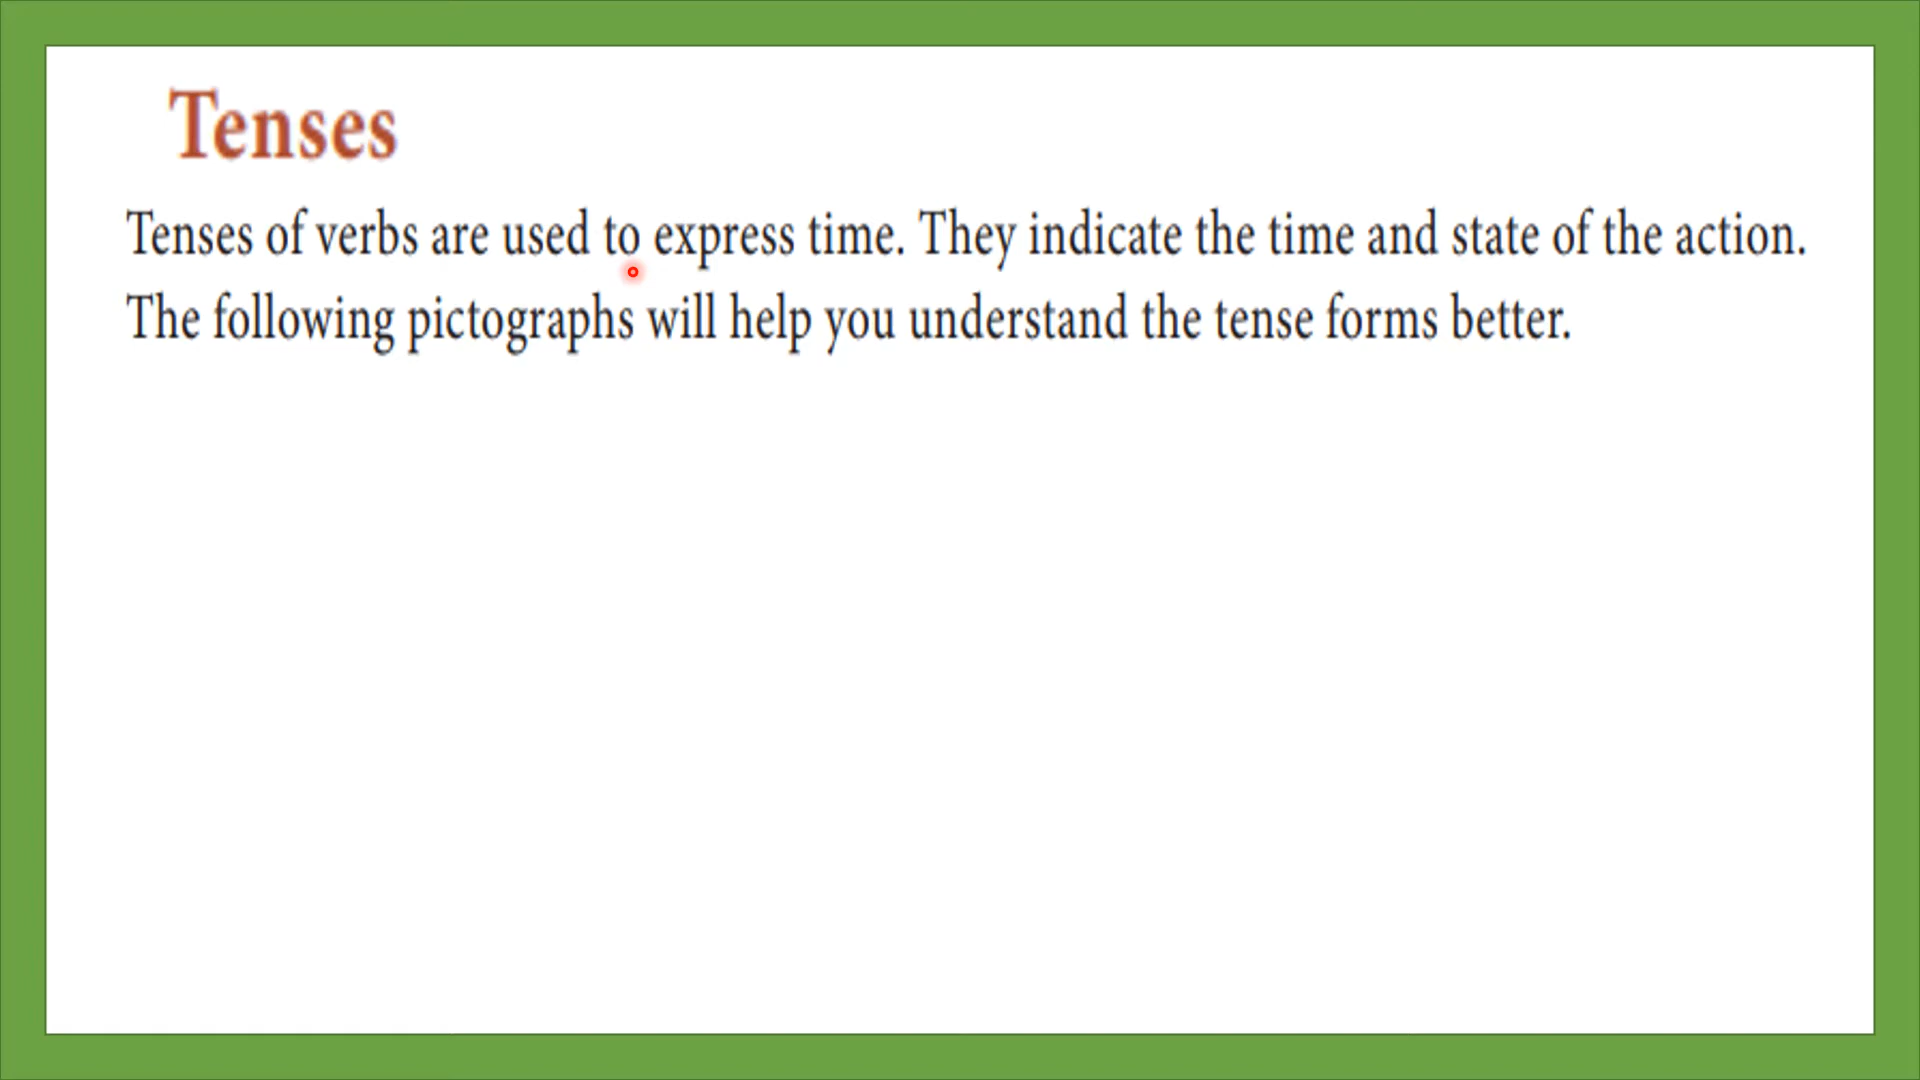 Tenses
Tenses of verbs are used to express time. They indicate the time and state of the action.
The following pictographs will help you understand the tense forms better.